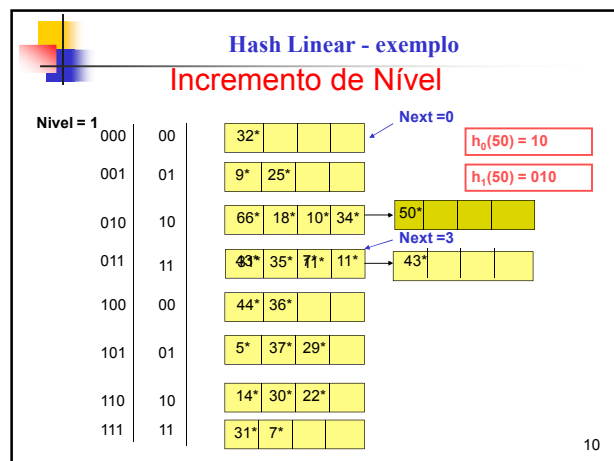 Hash Linear - exemplo
Incremento de Nível
Nivel = 1
Next =0
000 00 32*
h₀(50) = 10
001 01 9* 25*
h₁(50) = 010
010 10 66* 18* 10* 34* 50*
Next =3
011 11 35* 11* 43*
100 00 44* 36*
101 01 5* 37* 29*
110 10 14* 30* 22*
111 11 31* 7*
10